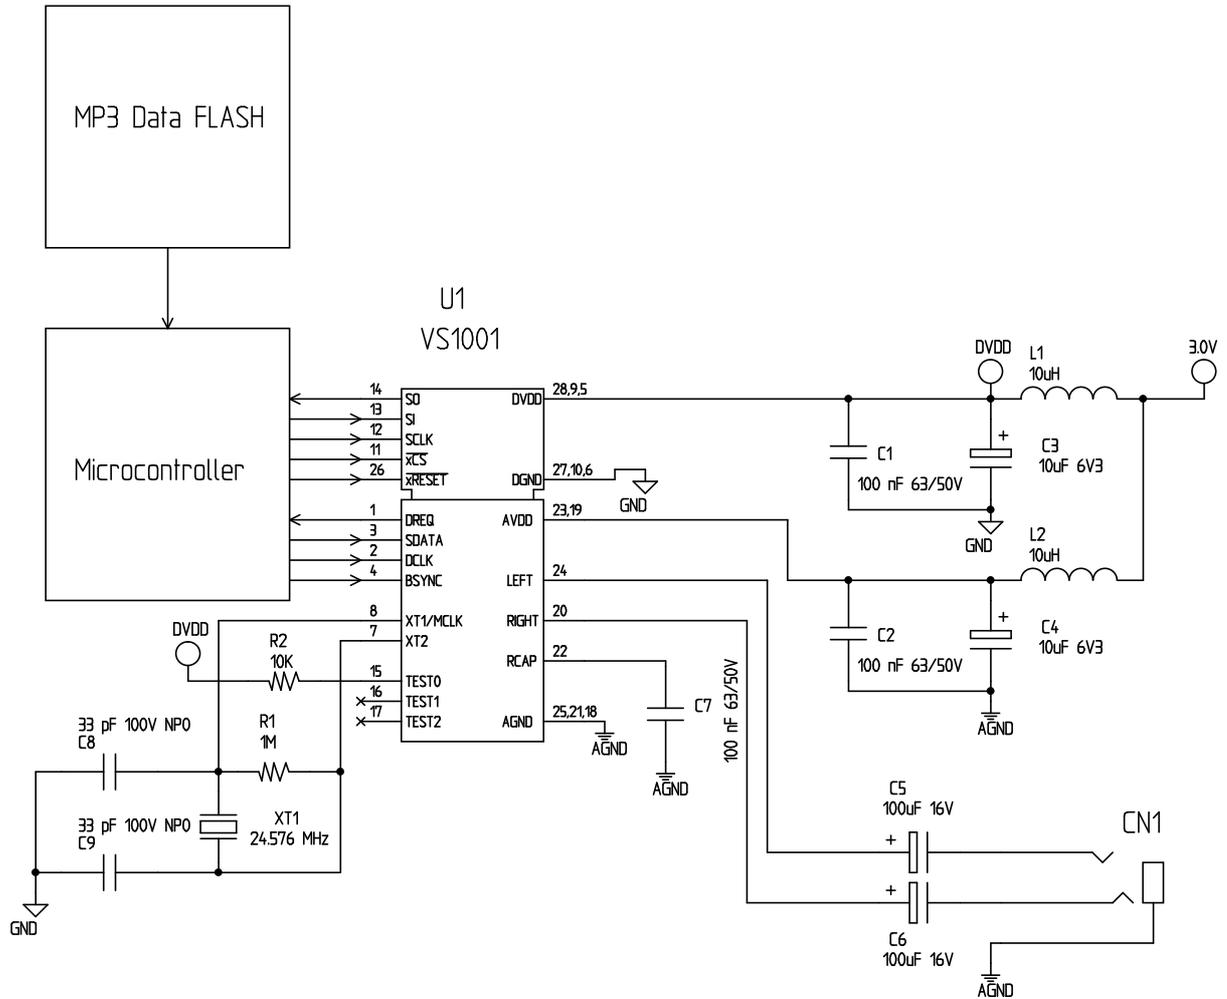 MP3 Data FLASH
U1
VS1001
Microcontroller
14
13
12
11
26
1
3
2
4
8
7
15
16
17
SO
SI
SCLK
xCS
xRESET
DREQ
SDATA
DCLK
BSYNC
XT1/MCLK
XT2
TEST0
TEST1
TEST2
DVDD
DGND
AVDD
LEFT
RIGHT
RCAP
AGND
28,9,5
27,10,6
23,19
24
20
22
25,21,18
GND
AGND
DVDD
L1
10uH
3.0V
C1
100 nF 63/50V
C3
10uF 6V3
GND
L2
10uH
C2
100 nF 63/50V
C4
10uF 6V3
AGND
C7
100 nF 63/50V
AGND
DVDD
R2
10K
R1
1M
33 pF 100V NPO
C8
33 pF 100V NPO
C9
XT1
24.576 MHz
GND
C5
100uF 16V
CN1
C6
100uF 16V
AGND